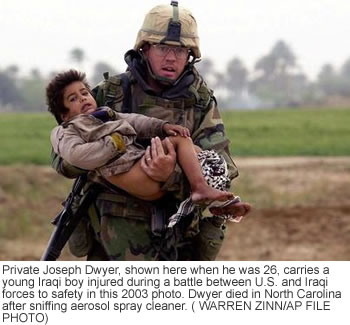 Private Joseph Dwyer, shown here when he was 26, carries a
young Iraqi boy injured during a battle between U.S. and Iraqi
forces to safety in this 2003 photo. Dwyer died in North Carolina
after sniffing aerosol spray cleaner. ( WARREN ZINN/AP FILE
PHOTO)